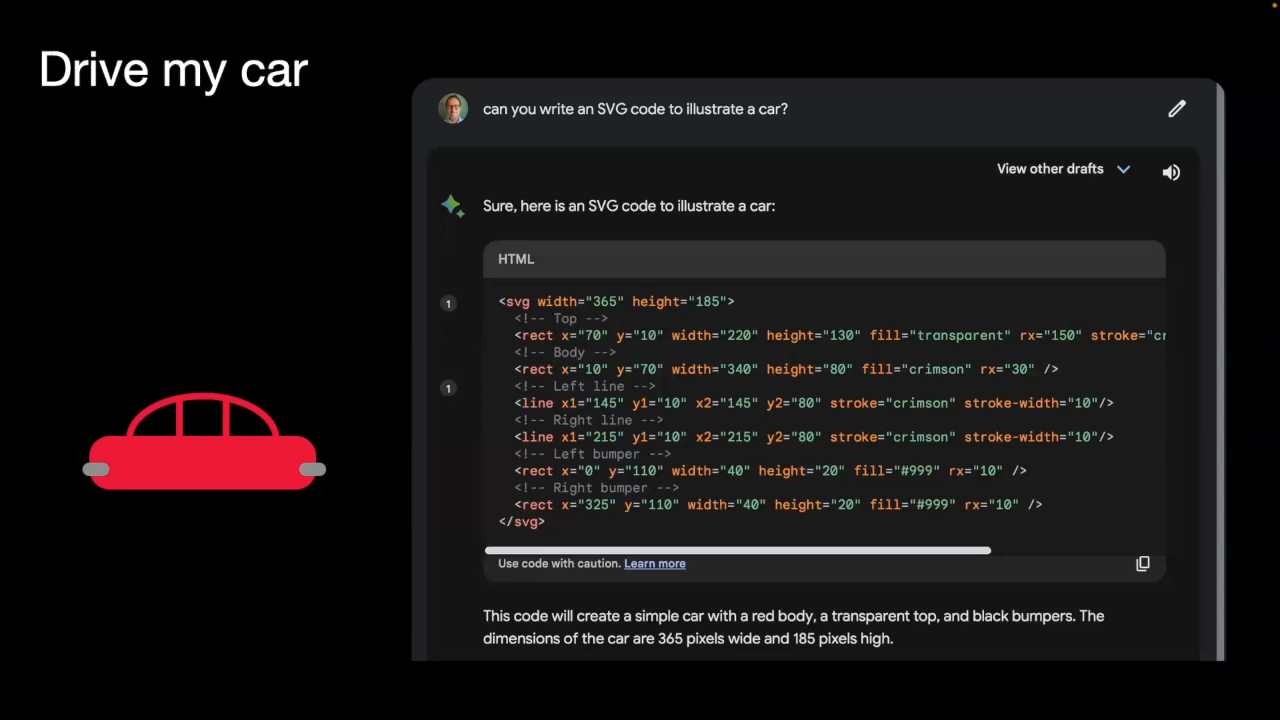 Drive my car
can you write an SVG code to illustrate a car?
View other drafts
Sure, here is an SVG code to illustrate a car:
HTML
1
<svg width="365" height="185">
<!-- Top -->
<rect x="70" y="10" width="220" height="130" fill="transparent" rx="150" stroke="cr
<!-- Body -->
<rect x="10" y="70" width="340" height="80" fill="crimson" rx="30" />
1
<!-- Left line -->
<line x1="145" y1="10" x2="145" y2="80" stroke="crimson" stroke-width="10"/>
<!-- Right line -->
<line x1="215" y1="10" x2="215" y2="80" stroke="crimson" stroke-width="10"/>
<!-- Left bumper -->
<rect x="0" y="110" width="40" height="20" fill="#999" rx="10" />
<!-- Right bumper -->
<rect x="325" y="110" width="40" height="20" fill="#999" rx="10" />
</svg>
Use code with caution. Learn more
This code will create a simple car with a red body, a transparent top, and black bumpers. The
dimensions of the car are 365 pixels wide and 185 pixels high.